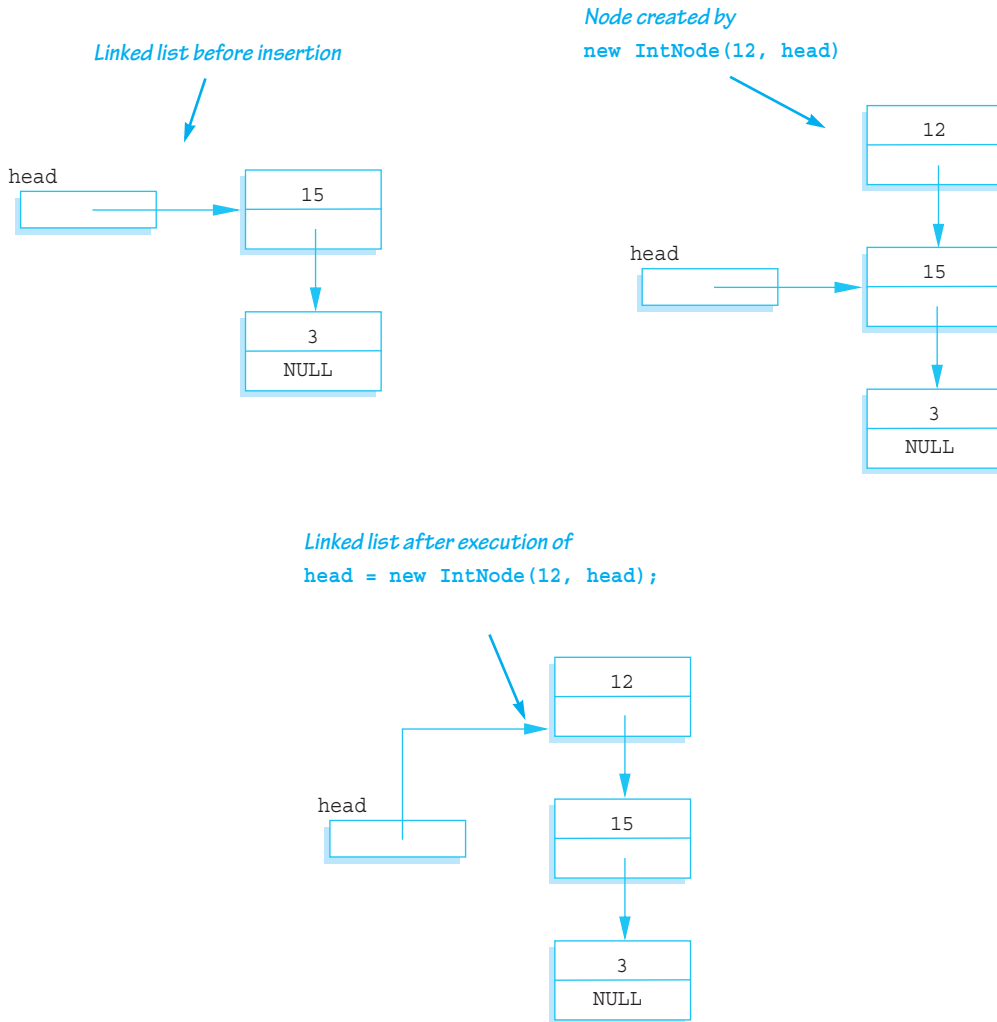 Linked list before insertion
head
15
3
NULL
Node created by
new IntNode(12, head)
12
head
15
3
NULL
Linked list after execution of
head = new IntNode(12, head);
12
head
15
3
NULL